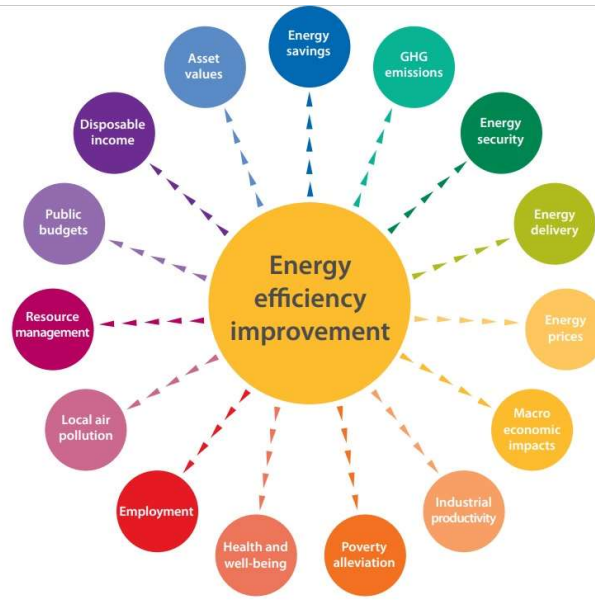 Energy
savings
GHG
emissions
Energy
security
Energy
delivery
Energy
prices
Macro
economic
impacts
Industrial
productivity
Poverty
alleviation
Health and
well-being
Employment
Local air
pollution
Resource
management
Public
budgets
Disposable
income
Asset
values
Energy
efficiency
improvement